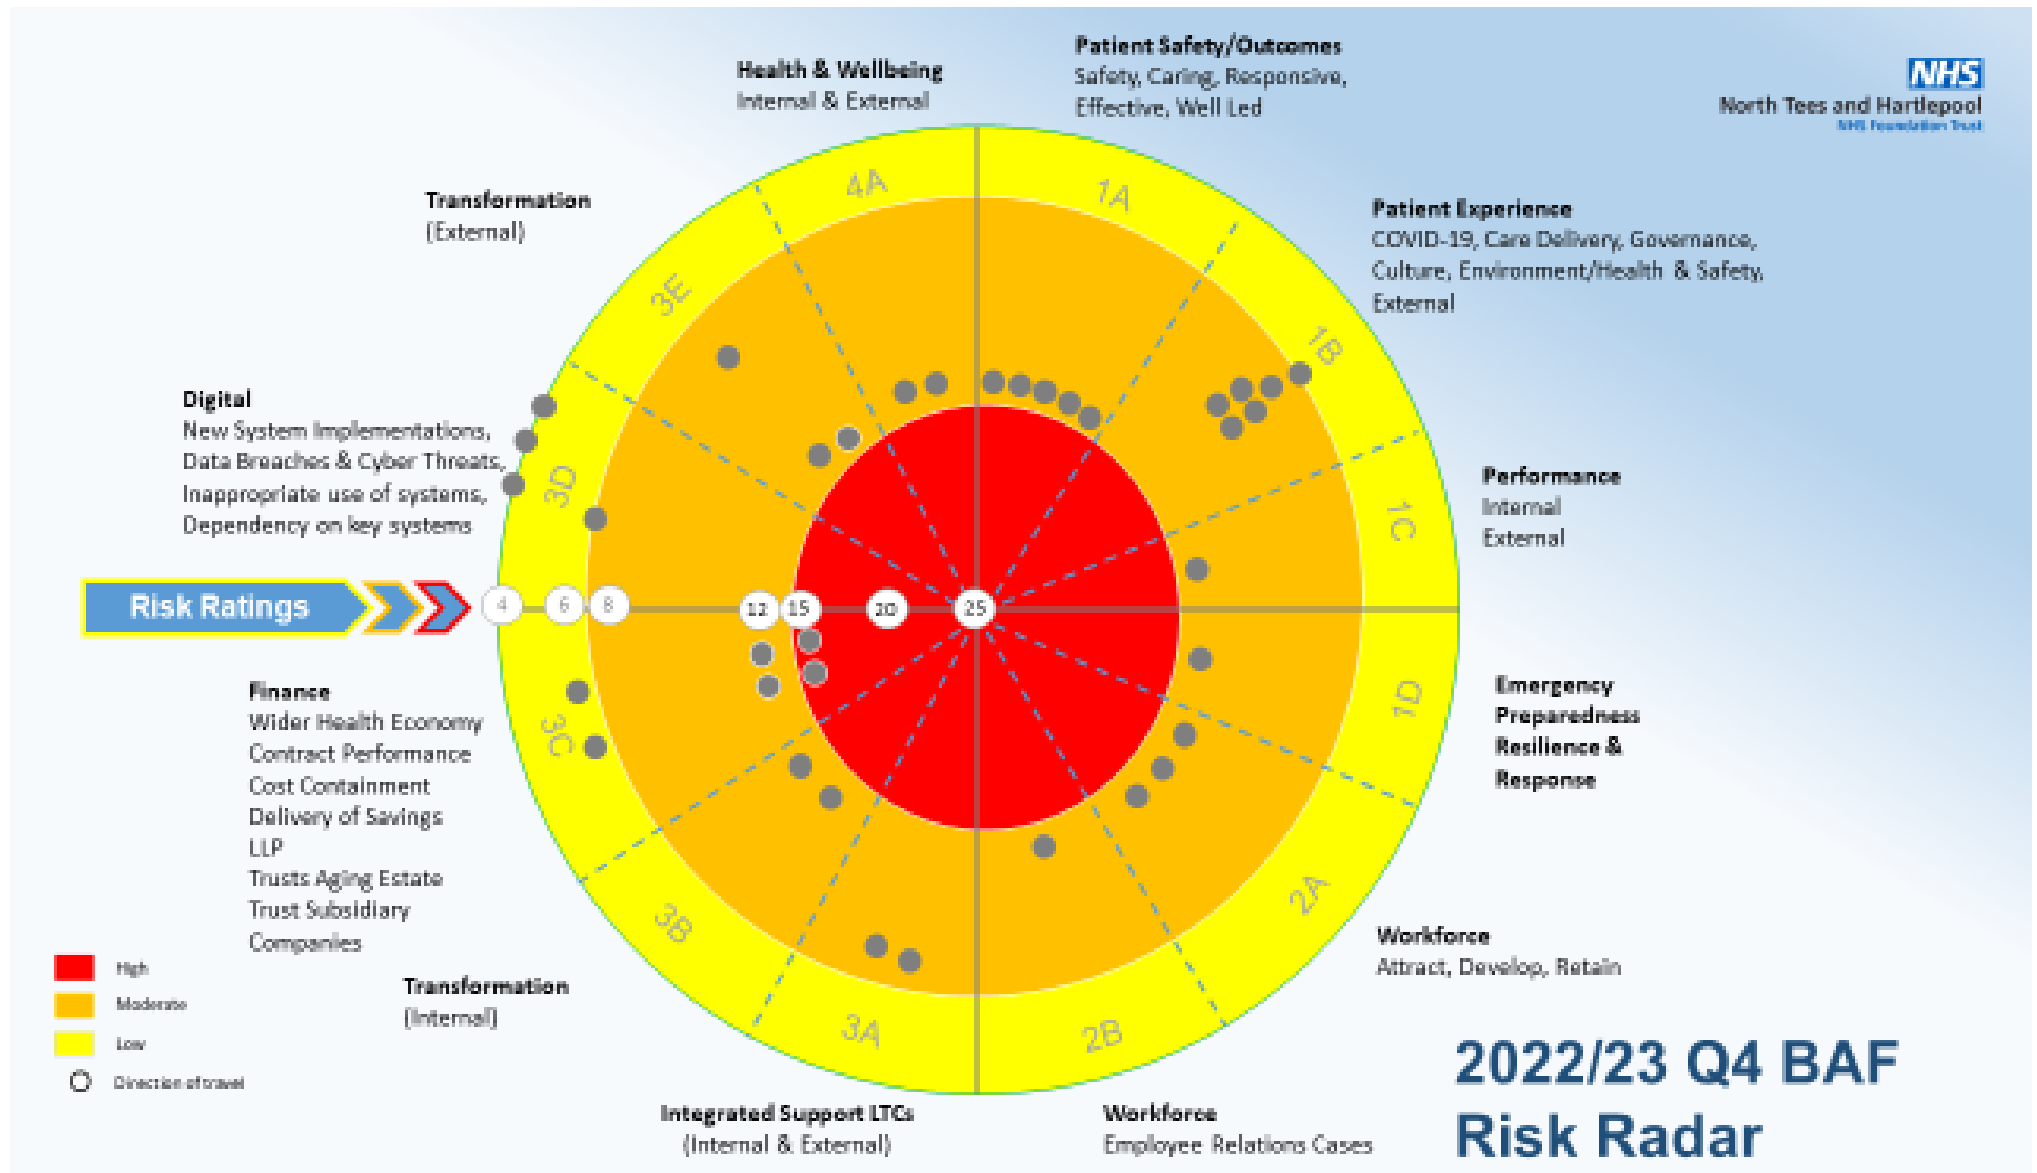 Patient Safety/Outcomes
Safety, Caring, Responsive,
Effective, Well Led
Health & Wellbeing
Internal & External
NHS
North Tees and Hartlepool
NHS Foundation Trust
Transformation
(External)
Patient Experience
COVID-19, Care Delivery, Governance,
Culture, Environment/Health & Safety,
External
4A
1A
3E
1B
Digital
New System Implementations,
Data Breaches & Cyber Threats,
Inappropriate use of systems,
Dependency on key systems
3D
1C
Performance
Internal
External
Risk Ratings
4
6
8
12
15
20
25
Finance
Wider Health Economy
Contract Performance
Cost Containment
Delivery of Savings
LLP
Trusts Aging Estate
Trust Subsidiary
Companies
3C
1D
Emergency
Preparedness
Resilience &
Response
3B
2A
Workforce
Attract, Develop, Retain
High
Moderate
Low
Direction of travel
Transformation
(Internal)
3A
2B
Integrated Support LTCs
(Internal & External)
Workforce
Employee Relations Cases
2022/23 Q4 BAF
Risk Radar